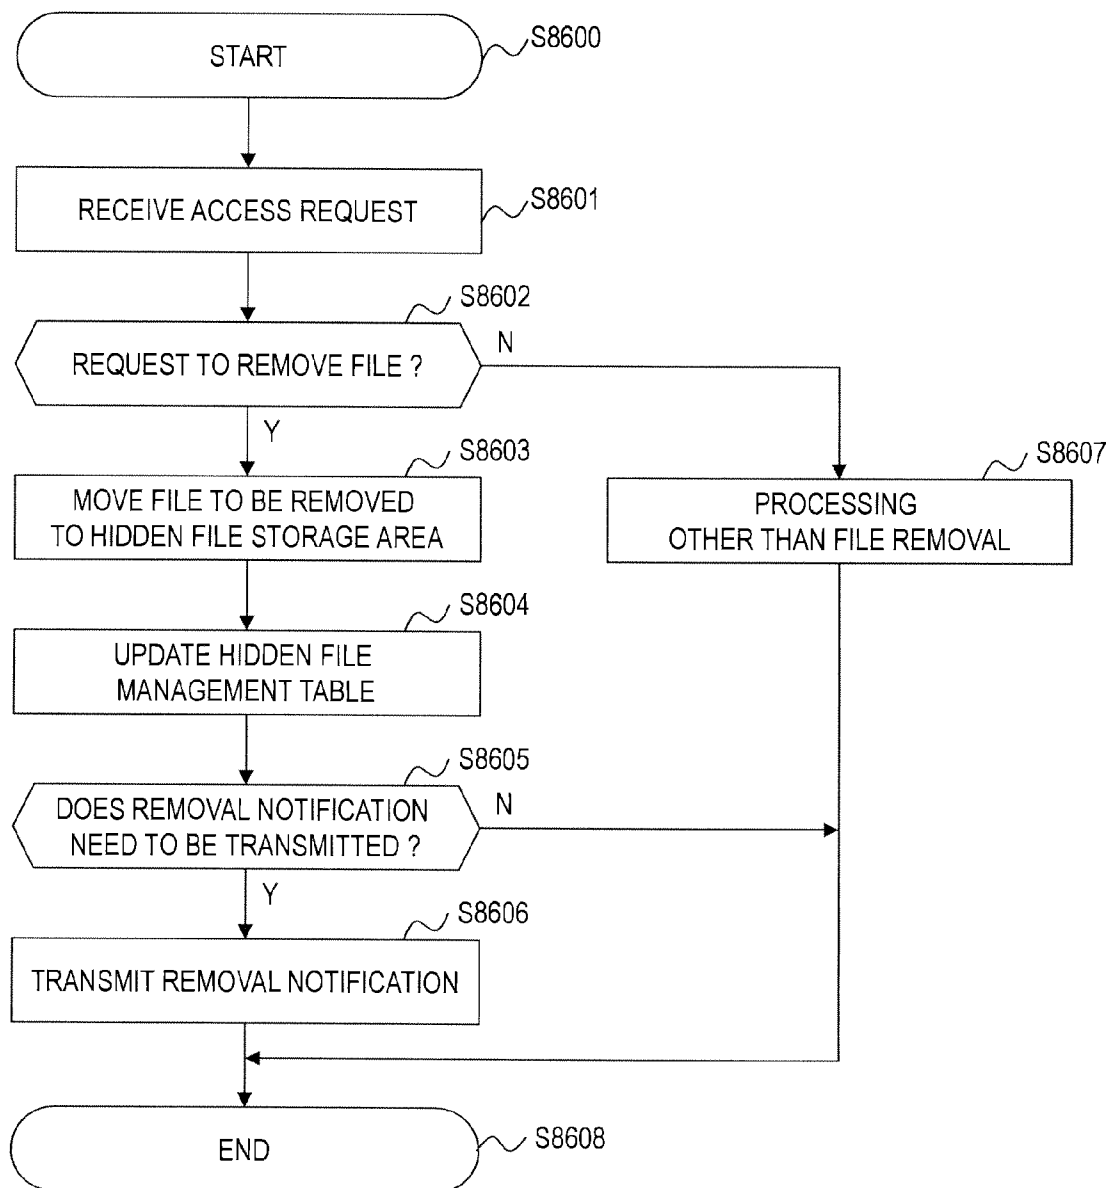 START
S8600
RECEIVE ACCESS REQUEST
S8601
S8602
REQUEST TO REMOVE FILE ?
N
Y
S8603
MOVE FILE TO BE REMOVED
TO HIDDEN FILE STORAGE AREA
S8607
PROCESSING
OTHER THAN FILE REMOVAL
S8604
UPDATE HIDDEN FILE
MANAGEMENT TABLE
S8605
DOES REMOVAL NOTIFICATION
NEED TO BE TRANSMITTED ?
N
Y
S8606
TRANSMIT REMOVAL NOTIFICATION
END
S8608